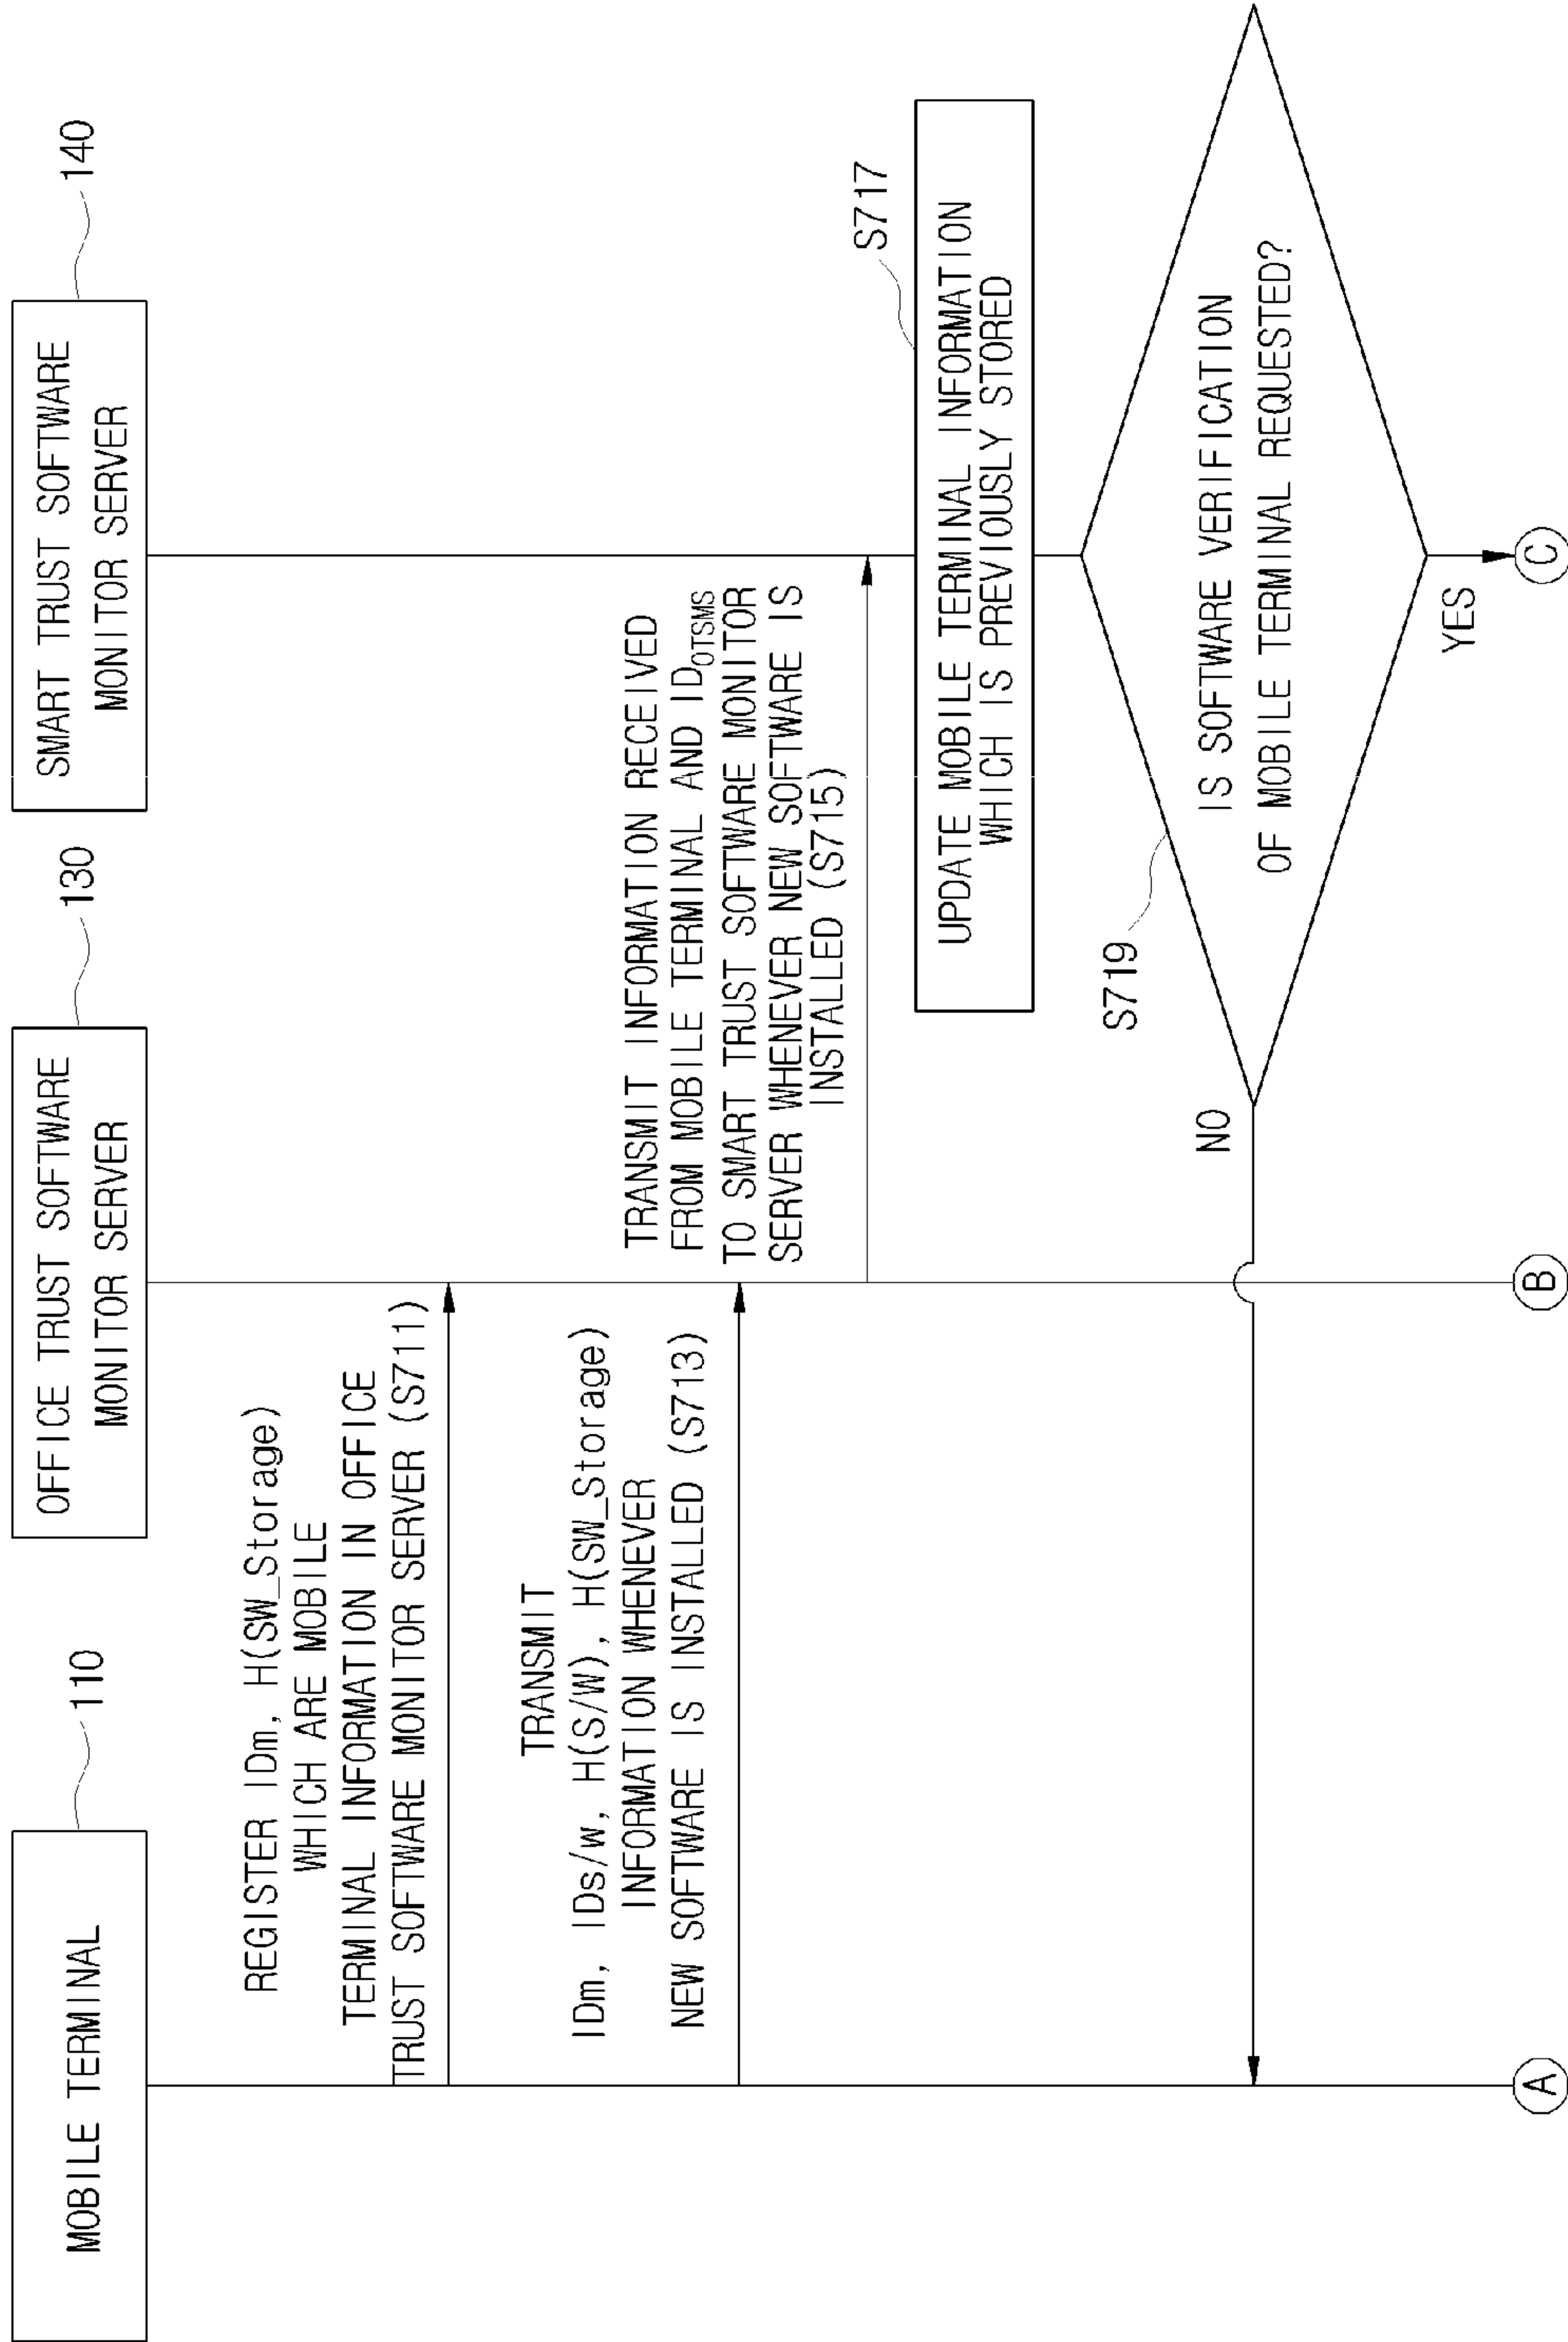 MOBILE TERMINAL
110
OFFICE TRUST SOFTWARE
MONITOR SERVER
130
SMART TRUST SOFTWARE
MONITOR SERVER
140
REGISTER IDm, H(SW_Storage)
WHICH ARE MOBILE
TERMINAL INFORMATION IN OFFICE
TRUST SOFTWARE MONITOR SERVER (S711)
TRANSMIT
IDm, IDs/w, H(S/W), H(SW_Storage)
INFORMATION WHENEVER
NEW SOFTWARE IS INSTALLED (S713)
TRANSMIT INFORMATION RECEIVED
FROM MOBILE TERMINAL AND IDOTSMS
TO SMART TRUST SOFTWARE MONITOR
SERVER WHENEVER NEW SOFTWARE IS
INSTALLED (S715)
S717
UPDATE MOBILE TERMINAL INFORMATION
WHICH IS PREVIOUSLY STORED
S719
IS SOFTWARE VERIFICATION
OF MOBILE TERMINAL REQUESTED?
NO
YES
A
B
C